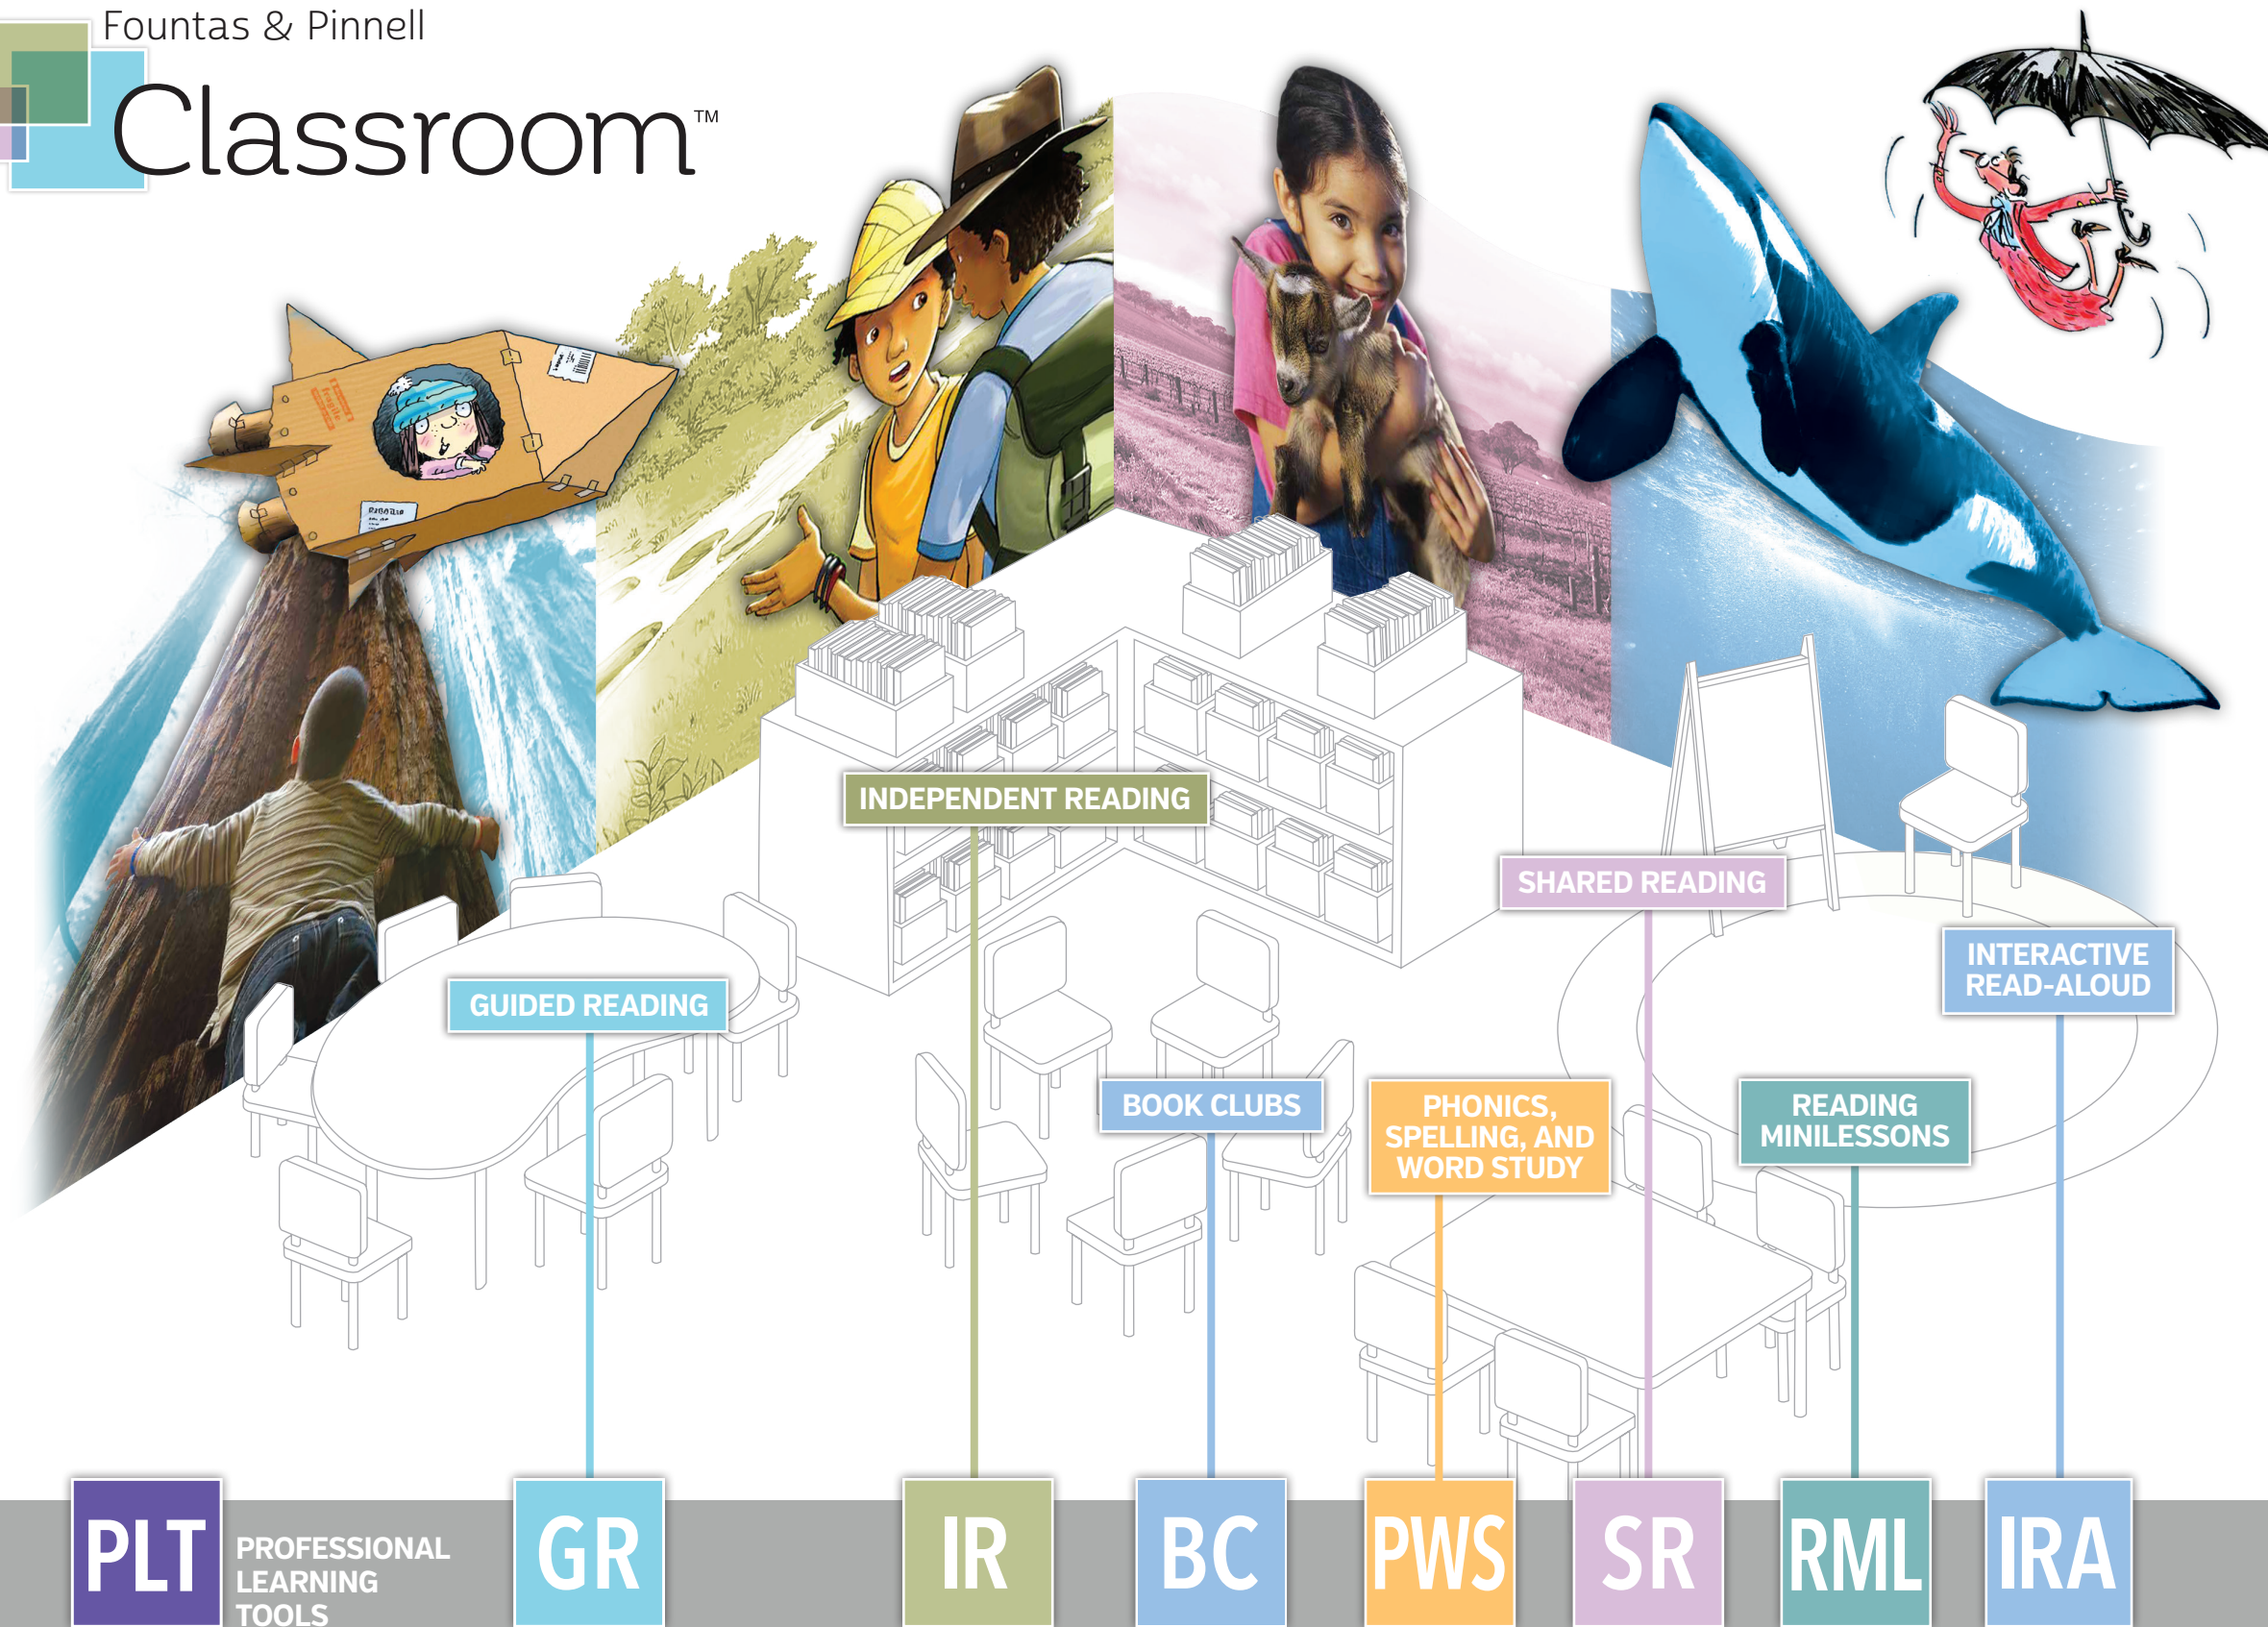 Fountas & Pinnell
Classroom™
fragile
INDEPENDENT READING
SHARED READING
INTERACTIVE
READ-ALOUD
GUIDED READING
BOOK CLUBS
PHONICS,
SPELLING, AND
WORD STUDY
READING
MINILESSONS
PLT
PROFESSIONAL
LEARNING
TOOLS
GR
IR
BC
PWS
SR
RML
IRA